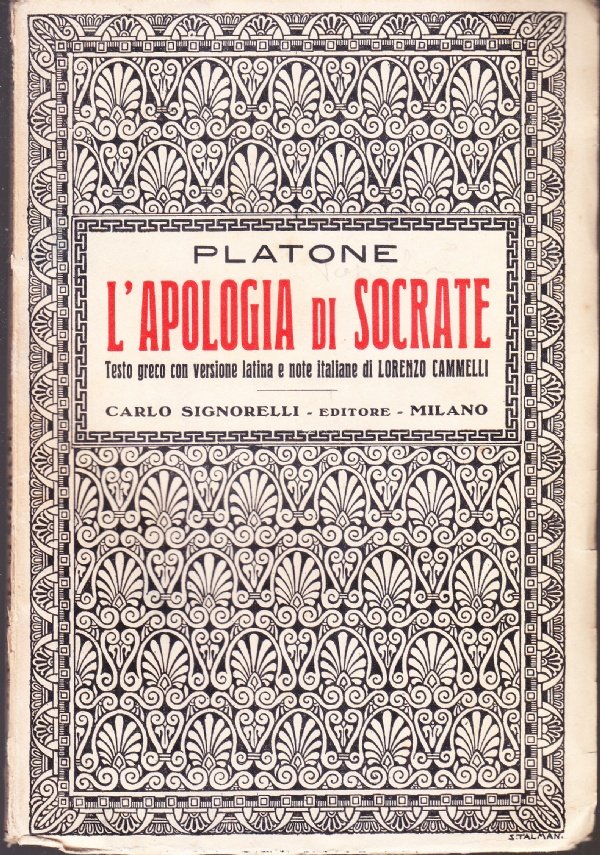 PLATONE
L'APOLOGIA DI SOCRATE
Testo greco con versione latina e note italiane di LORENZO CAMMELLI
CARLO SIGNORELLI - EDITORE - MILANO
S. TALMAN.